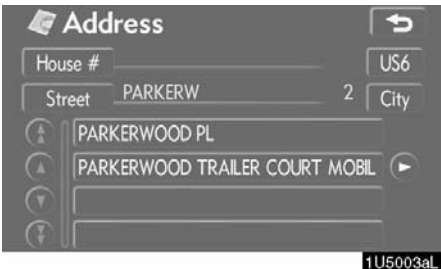 Address
House # US6
Street PARKERW 2 City
PARKERWOOD PL
PARKERWOOD TRAILER COURT MOBIL
1U5003aL